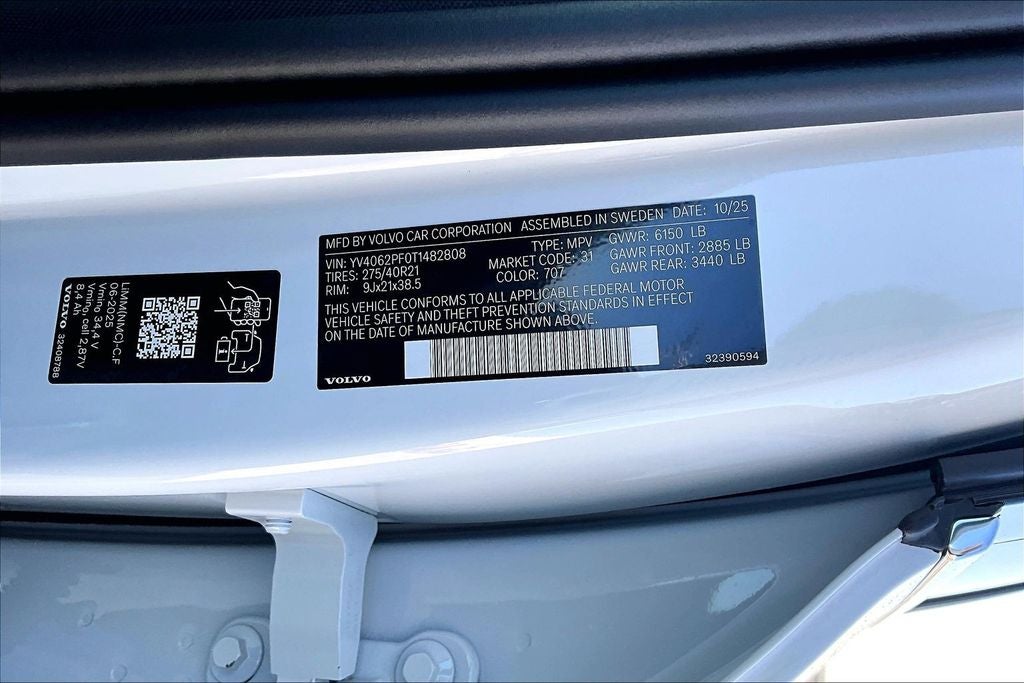 MFD BY VOLVO CAR CORPORATION ASSEMBLED IN SWEDEN DATE: 10/25
VIN: YV4062PF0T1482808 TYPE: MPV GVWR: 6150 LB
TIRES: 275/40R21 MARKET CODE: 31 GAWR FRONT: 2885 LB
RIM: 9Jx21x38.5 COLOR: 707 GAWR REAR: 3440 LB
THIS VEHICLE CONFORMS TO ALL APPLICABLE FEDERAL MOTOR
VEHICLE SAFETY AND THEFT PREVENTION STANDARDS IN EFFECT
ON THE DATE OF MANUFACTURE SHOWN ABOVE.
VOLVO 32390594
LiMM(NMC)-C,F
06-2025
Vmino 34,4 V
Vmino, cell 2,87V
8,4 Ah
VOLVO 32408788